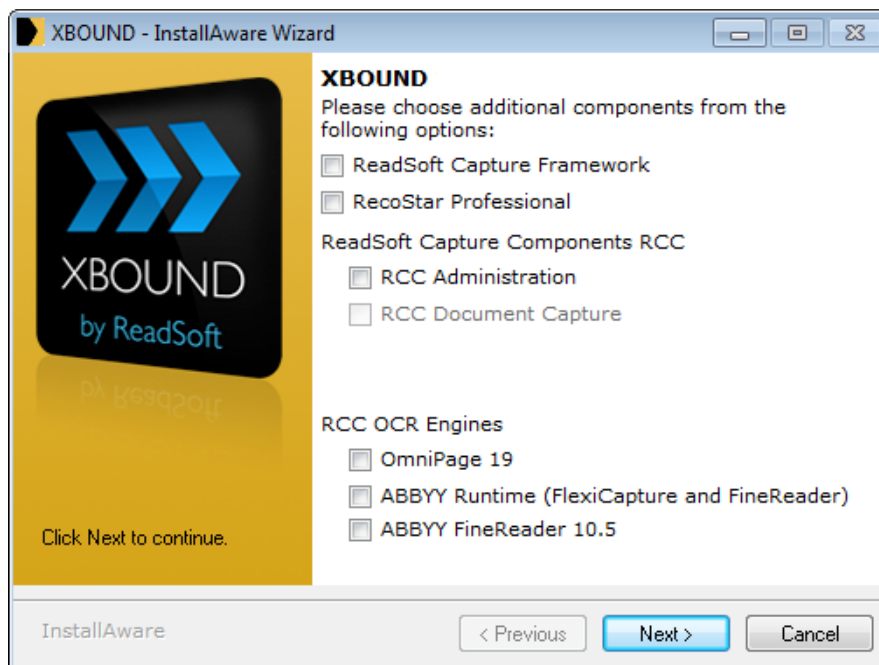 XBOUND - InstallAware Wizard
XBOUND
Please choose additional components from the
following options:
ReadSoft Capture Framework
RecoStar Professional
ReadSoft Capture Components RCC
RCC Administration
RCC Document Capture
RCC OCR Engines
OmniPage 19
ABBYY Runtime (FlexiCapture and FineReader)
ABBYY FineReader 10.5
XBOUND
by ReadSoft
by ReadSoft
Click Next to continue.
InstallAware
< Previous
Next >
Cancel